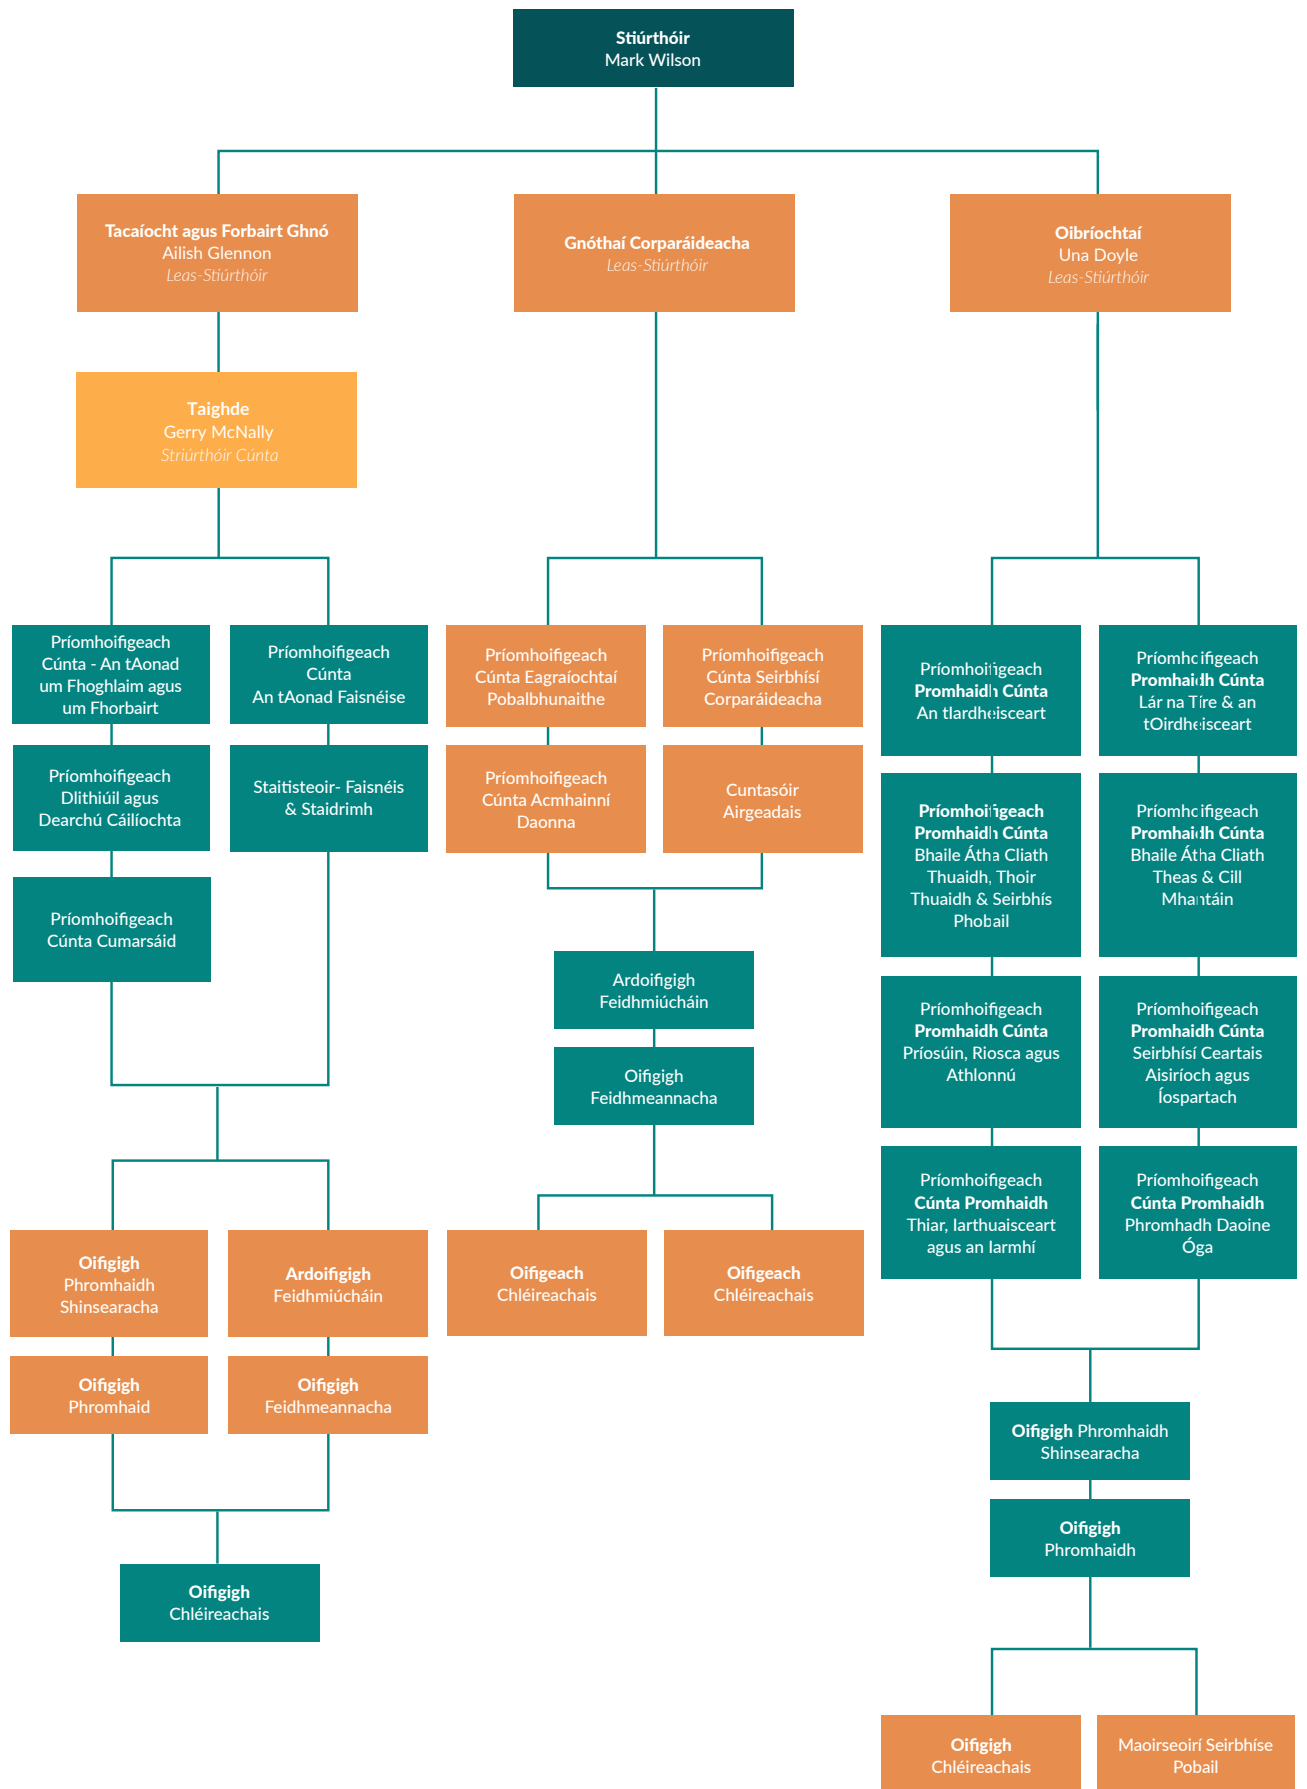 Stiúrthóir
Mark Wilson
Tacaíocht agus Forbairt Ghnó
Ailish Glennon
Leas-Stiúrthóir
Gnóthaí Corparáideacha
Leas-Stiúrthóir
Oibríochtaí
Una Doyle
Leas-Stiúrthóir
Taighde
Gerry McNally
Striúrthóir Cúnta
Príomhoifigeach
Cúnta - An tAonad
um Fhoghlaim agus
um Fhorbairt
Príomhoifigeach
Cúnta
An tAonad Faisnéise
Príomhoifigeach
Dlithiúil agus
Dearchú Cáilíochta
Staitisteoir- Faisnéis
& Staidrimh
Príomhoifigeach
Cúnta Cumarsáid
Oifigigh
Phromhaidh
Shinsearacha
Ardoifigigh
Feidhmiúcháin
Oifigigh
Phromhaid
Oifigigh
Feidhmeannacha
Oifigigh
Chléireachais
Príomhoifigeach
Cúnta Eagraíochtaí
Pobalbhunaithe
Príomhoifigeach
Cúnta Seirbhísí
Corparáideacha
Príomhoifigeach
Cúnta Acmhainní
Daonna
Cuntasóir
Airgeadais
Ardoifigigh
Feidhmiúcháin
Oifigigh
Feidhmeannacha
Oifigeach
Chléireachais
Oifigeach
Chléireachais
Príomhoifigeach
Promhaidh Cúnta
An tIardheisceart
Príomhoifigeach
Promhaidh Cúnta
Lár na Tíre & an
tOirdheisceart
Príomhoifigeach
Promhaidh Cúnta
Bhaile Átha Cliath
Thuaidh, Thoir
Thuaidh & Seirbhís
Phobail
Príomhoifigeach
Promhaidh Cúnta
Bhaile Átha Cliath
Theas & Cill
Mhantáin
Príomhoifigeach
Promhaidh Cúnta
Príosúin, Riosca agus
Athlonnú
Príomhoifigeach
Promhaidh Cúnta
Seirbhísí Ceartais
Aisiríoch agus
Íospartach
Príomhoifigeach
Cúnta Promhaidh
Thiar, Iarthuaisceart
agus an Iarmhí
Príomhoifigeach
Cúnta Promhaidh
Phromhadh Daoine
Óga
Oifigigh Phromhaidh
Shinsearacha
Oifigigh
Phromhaidh
Oifigigh
Chléireachais
Maoirseoirí Seirbhíse
Pobail